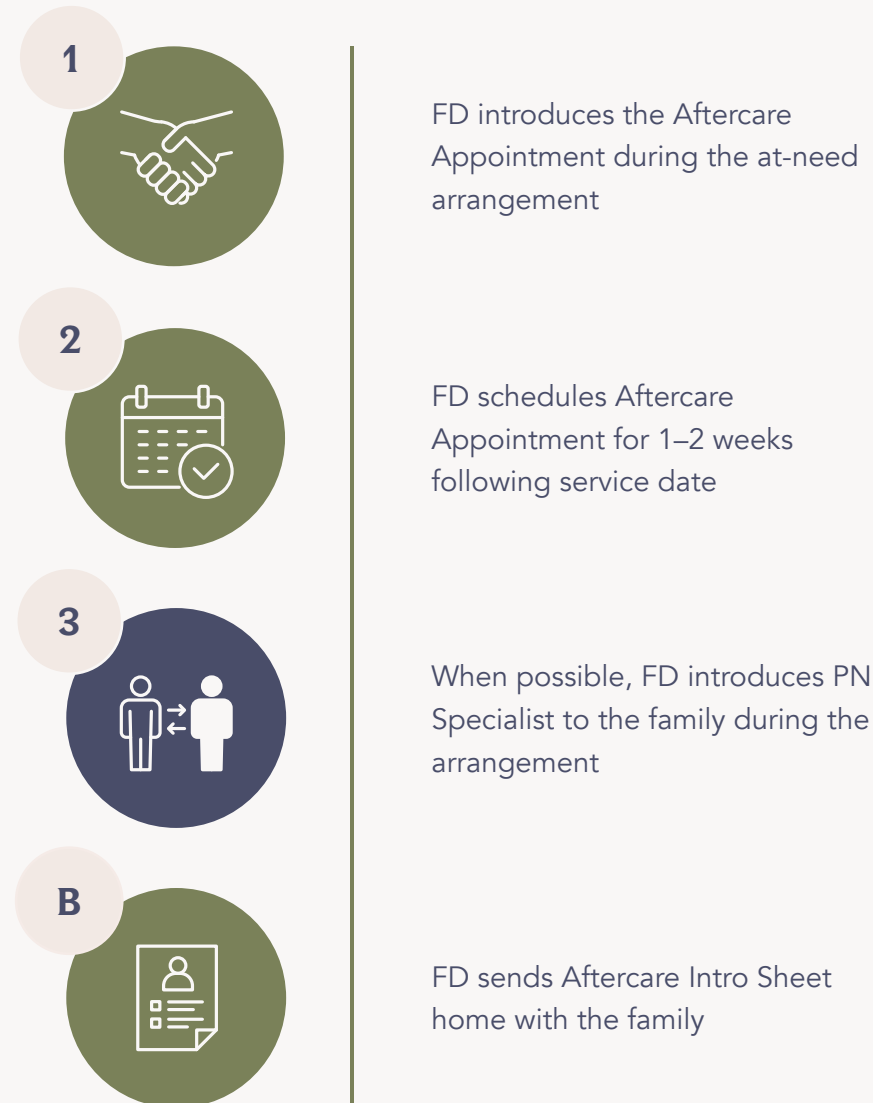 1
FD introduces the Aftercare
Appointment during the at-need
arrangement
2
FD schedules Aftercare
Appointment for 1–2 weeks
following service date
3
When possible, FD introduces PN
Specialist to the family during the
arrangement
B
FD sends Aftercare Intro Sheet
home with the family